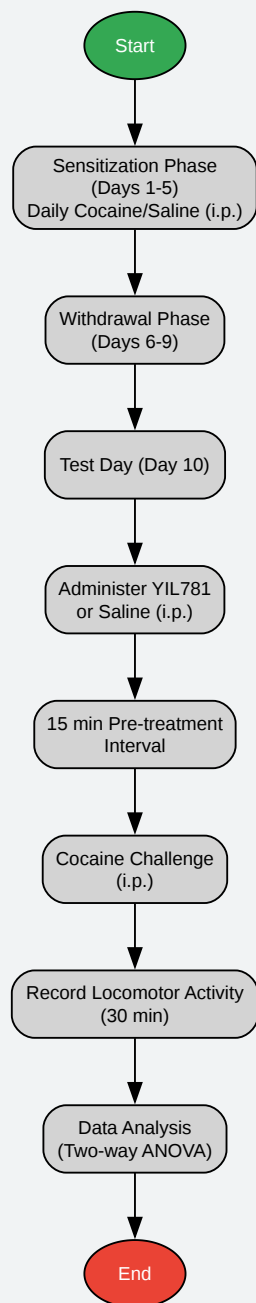 Start
Sensitization Phase
(Days 1-5)
Daily Cocaine/Saline (i.p.)
Withdrawal Phase
(Days 6-9)
Test Day (Day 10)
Administer YIL781
or Saline (i.p.)
15 min Pre-treatment
Interval
Cocaine Challenge
(i.p.)
Record Locomotor Activity
(30 min)
Data Analysis
(Two-way ANOVA)
End